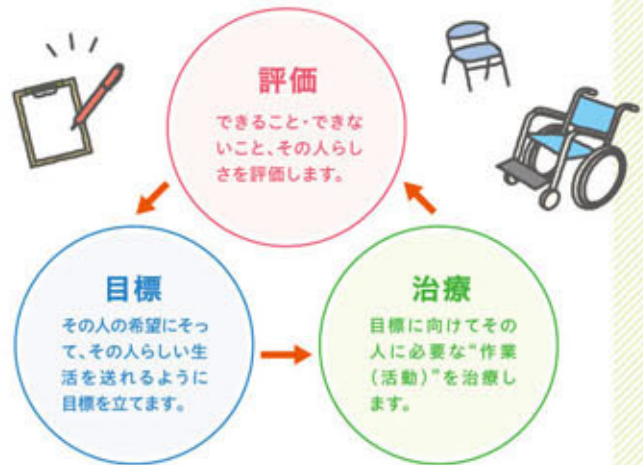 評価
できること・できな
いこと、その人らし
さを評価します。
目標
その人の希望にそっ
て、その人らしい生
活を送れるように
目標を立てます。
治療
目標に向けてその
人に必要な“作業
（活動）”を治療し
ます。